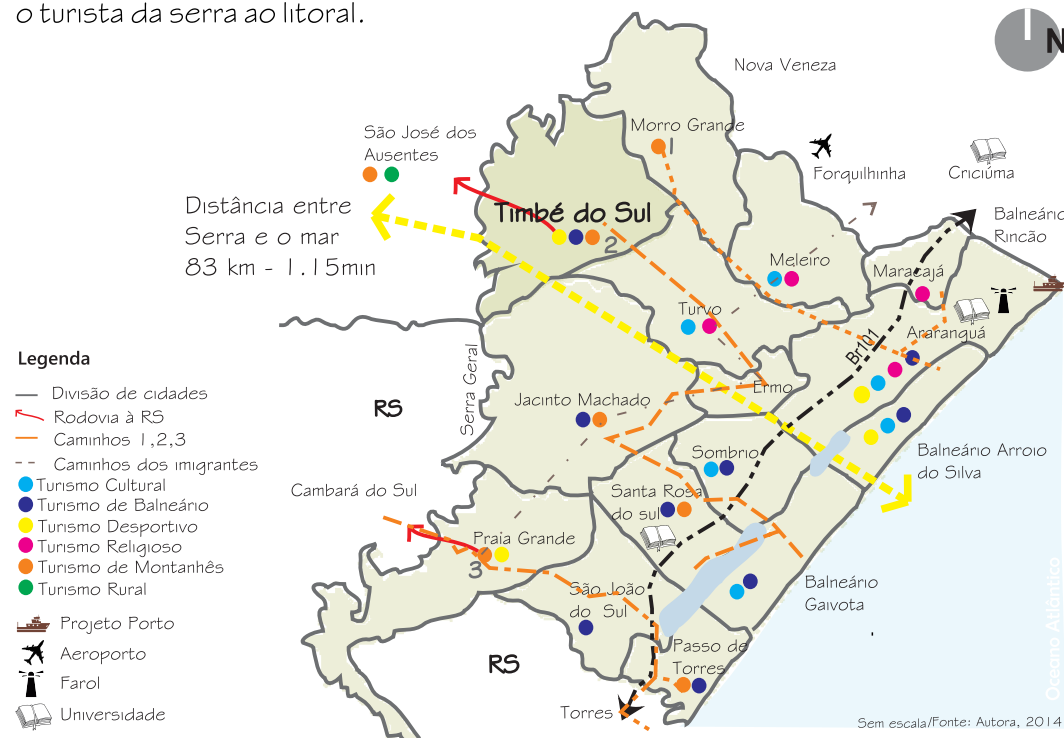 o turista da serra ao litoral.
N
Nova Veneza
São José dos
Ausentes
Morro Grande
Forquilhinha
Criciúma
Distância entre
Serra e o mar
83 km - 1.15min
Timbé do Sul
2
Balneário
Rincão
Meleiro
Maracajá
Turvo
Araranguá
Br101
Legenda
Divisão de cidades
Rodovia à RS
Caminhos 1,2,3
Caminhos dos imigrantes
Turismo Cultural
Turismo de Balneário
Turismo Desportivo
Turismo Religioso
Turismo de Montanhês
Turismo Rural
Projeto Porto
Aeroporto
Farol
Universidade
Serra Geral
RS
Ermo
Jacinto Machado
Sombrio
Balneário Arroio
do Silva
Cambará do Sul
Santa Rosa
do sul
Praia Grande
3
São João
do Sul
Balneário
Gaivota
RS
Passo de
Torres
Torres
Oceano Atlântico
Sem escala/Fonte: Autora, 2014